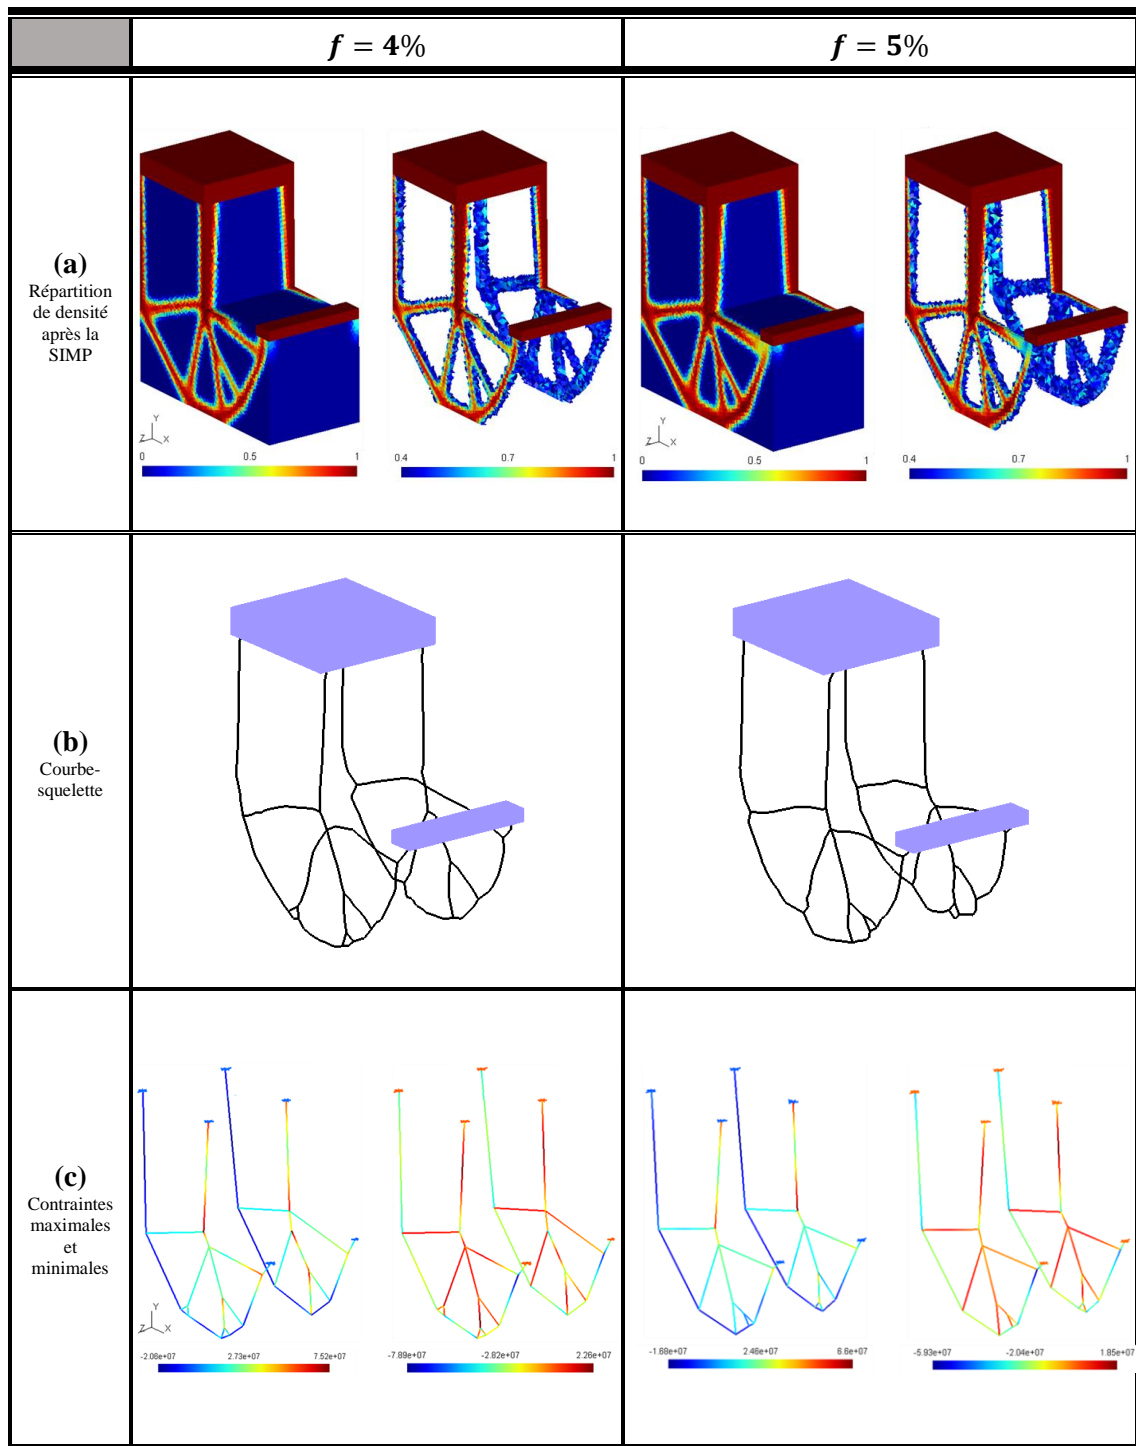 f = 4%
f = 5%
(a)
Répartition
de densité
après la
SIMP
Y
Z
X
0
0.5
1
0.4
0.7
1
Y
Z
X
0
0.5
1
0.4
0.7
1
(b)
Courbe-
squelette
(c)
Contraintes
maximales
et
minimales
Y
Z
X
-2.06e+07
2.73e+07
7.52e+07
-7.89e+07
-2.82e+07
2.26e+07
-1.68e+07
2.46e+07
6.6e+07
-5.93e+07
-2.04e+07
1.85e+07